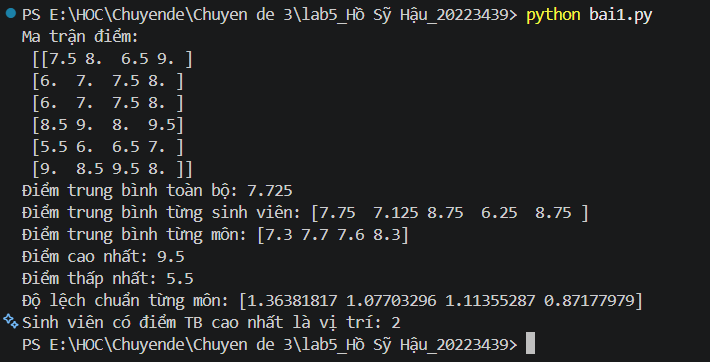 PS E:\HOC\Chuyende\Chuyen de 3\lab5_Hồ Sỹ Hậu_20223439> python bai1.py
Ma trận điểm:
[[7.5 8.  6.5 9. ]
[6.  7.  7.5 8. ]
[6.  7.  7.5 8. ]
[8.5 9.  8.  9.5]
[5.5 6.  6.5 7. ]
[9.  8.5 9.5 8. ]]
Điểm trung bình toàn bộ: 7.725
Điểm trung bình từng sinh viên: [7.75  7.125 8.75  6.25  8.75 ]
Điểm trung bình từng môn: [7.3 7.7 7.6 8.3]
Điểm cao nhất: 9.5
Điểm thấp nhất: 5.5
Độ lệch chuẩn từng môn: [1.36381817 1.07703296 1.11355287 0.87177979]
Sinh viên có điểm TB cao nhất là vị trí: 2
PS E:\HOC\Chuyende\Chuyen de 3\lab5_Hồ Sỹ Hậu_20223439>